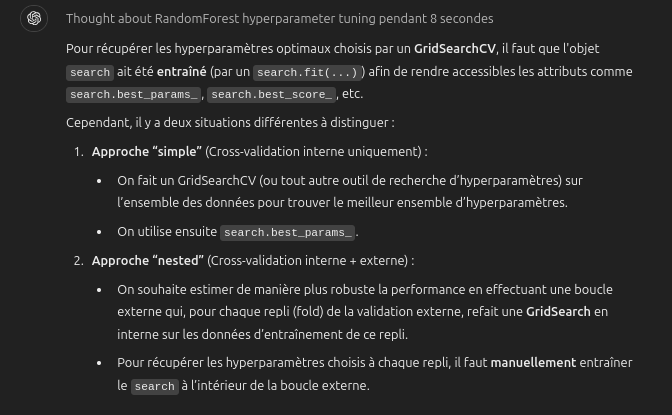 Thought about RandomForest hyperparameter tuning pendant 8 secondes
Pour récupérer les hyperparamètres optimaux choisis par un GridSearchCV, il faut que l'objet
search ait été entraîné (par un search.fit(...)) afin de rendre accessibles les attributs comme
search.best_params_, search.best_score_, etc.
Cependant, il y a deux situations différentes à distinguer :
1. Approche “simple” (Cross-validation interne uniquement) :
• On fait un GridSearchCV (ou tout autre outil de recherche d'hyperparamètres) sur
l'ensemble des données pour trouver le meilleur ensemble d'hyperparamètres.
• On utilise ensuite search.best_params_.
2. Approche “nested” (Cross-validation interne + externe) :
• On souhaite estimer de manière plus robuste la performance en effectuant une boucle
externe qui, pour chaque repli (fold) de la validation externe, refait une GridSearch en
interne sur les données d'entraînement de ce repli.
• Pour récupérer les hyperparamètres choisis à chaque repli, il faut manuellement entraîner
le search à l'intérieur de la boucle externe.